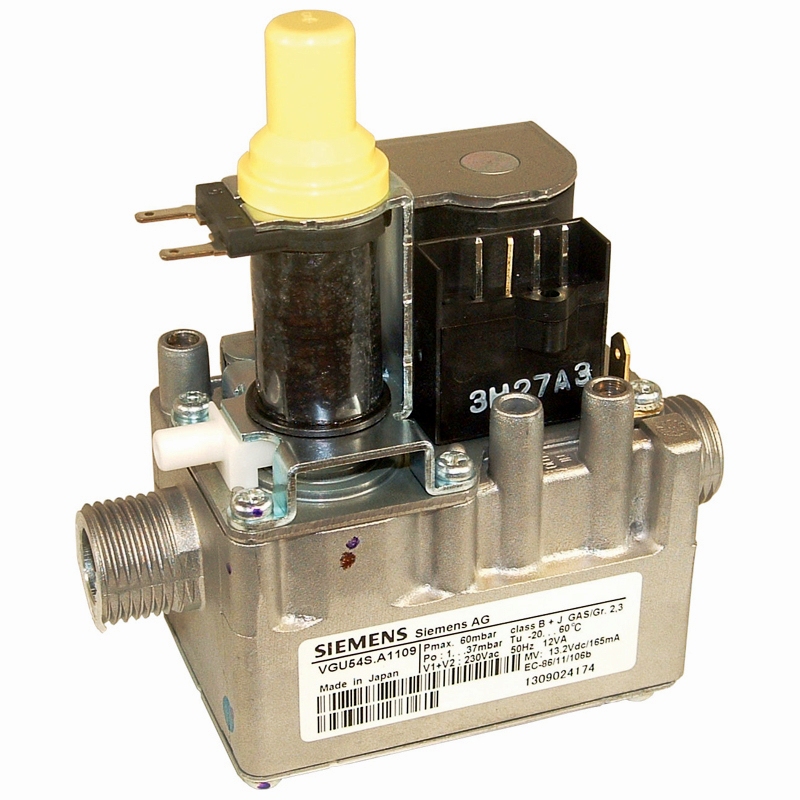 3H27A3
SIEMENS Siemens AG
VGU54S.A1109
Made in Japan
Pmax. 60mbar class B + J GAS/Gr. 2,3
Po : 1...37mbar Tu -20...60°C
V1+V2 : 230Vac 50Hz 12VA
MV: 13.2Vdc/165mA
EC-86/11/106b
1309024174